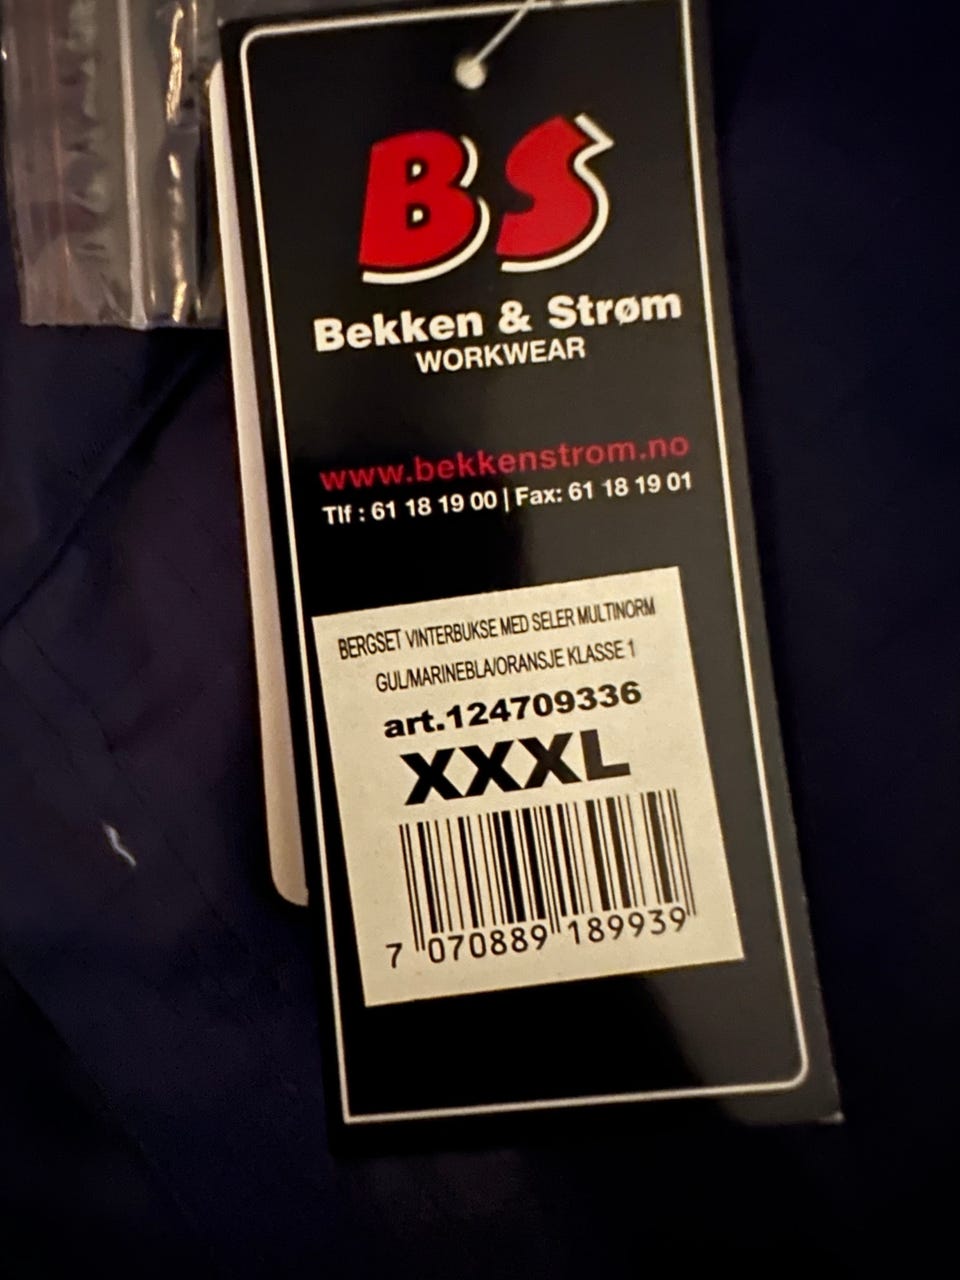 BS
Bekken & Strøm
WORKWEAR
www.bekkenstrom.no
Tlf : 61 18 19 00 | Fax: 61 18 19 01
BERGSET VINTERBUKSE MED SELER MULTINORM
GUL/MARINEBLA/ORANSJE KLASSE 1
art.124709336
XXXL
7 070889 189939